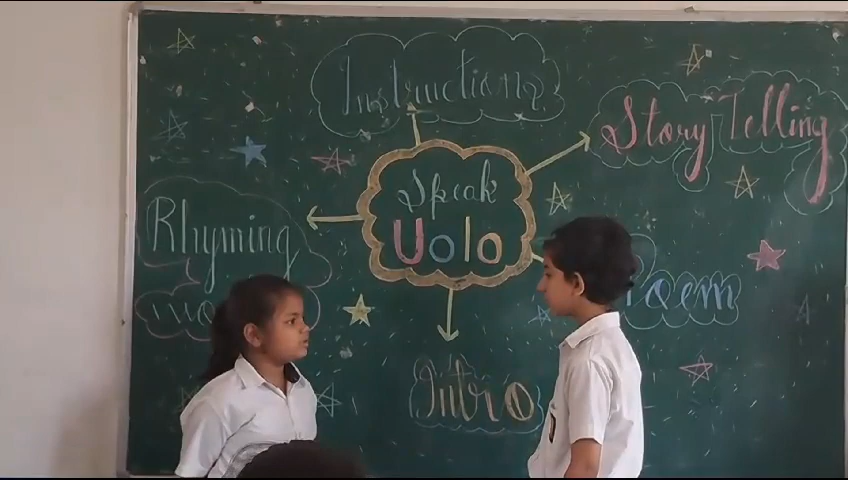 Instructions
Story Telling
Speak
Uolo
Rhyming
Poem
Intro